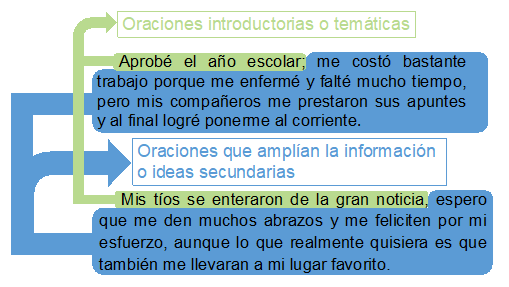 Oraciones introductorias o temáticas
Aprobé el año escolar; me costó bastante
trabajo porque me enfermé y falté mucho tiempo,
pero mis compañeros me prestaron sus apuntes
y al final logré ponerme al corriente.
Oraciones que amplían la información
o ideas secundarias
Mis tíos se enteraron de la gran noticia, espero
que me den muchos abrazos y me feliciten por mi
esfuerzo, aunque lo que realmente quisiera es que
también me llevaran a mi lugar favorito.